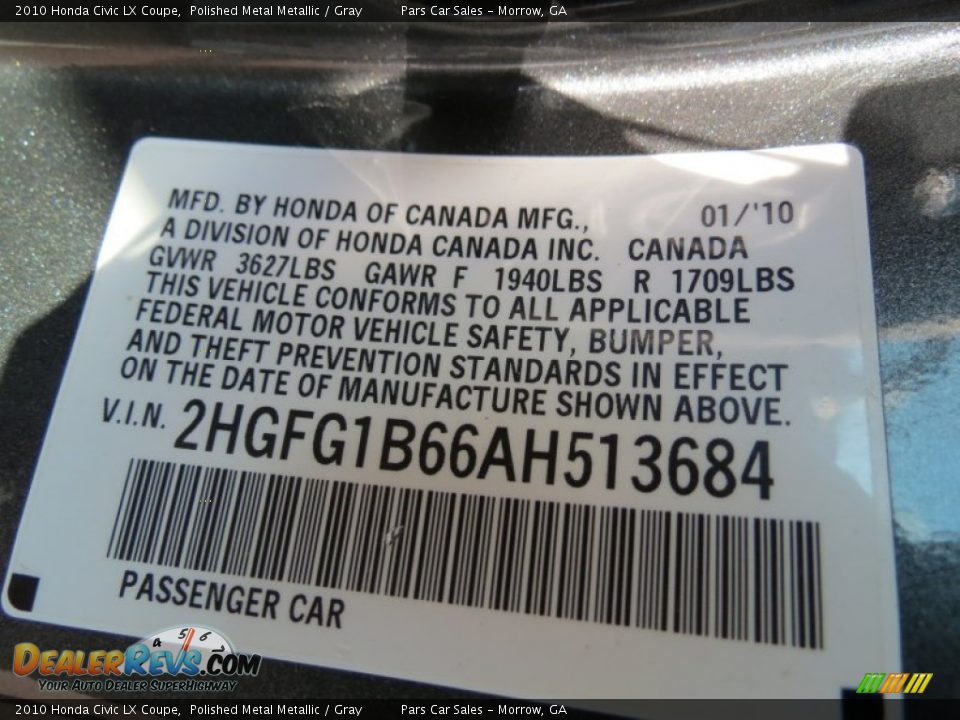 2010 Honda Civic LX Coupe, Polished Metal Metallic / Gray Pars Car Sales - Morrow, GA
MFD. BY HONDA OF CANADA MFG., 01/'10
A DIVISION OF HONDA CANADA INC. CANADA
GVWR 3627LBS GAWR F 1940LBS R 1709LBS
THIS VEHICLE CONFORMS TO ALL APPLICABLE
FEDERAL MOTOR VEHICLE SAFETY, BUMPER,
AND THEFT PREVENTION STANDARDS IN EFFECT
ON THE DATE OF MANUFACTURE SHOWN ABOVE.
V.I.N. 2HGFG1B66AH513684
PASSENGER CAR
4 5 6 7
DEALERREVS.COM
YOUR AUTO DEALER SUPERHIGHWAY
2010 Honda Civic LX Coupe, Polished Metal Metallic / Gray Pars Car Sales - Morrow, GA